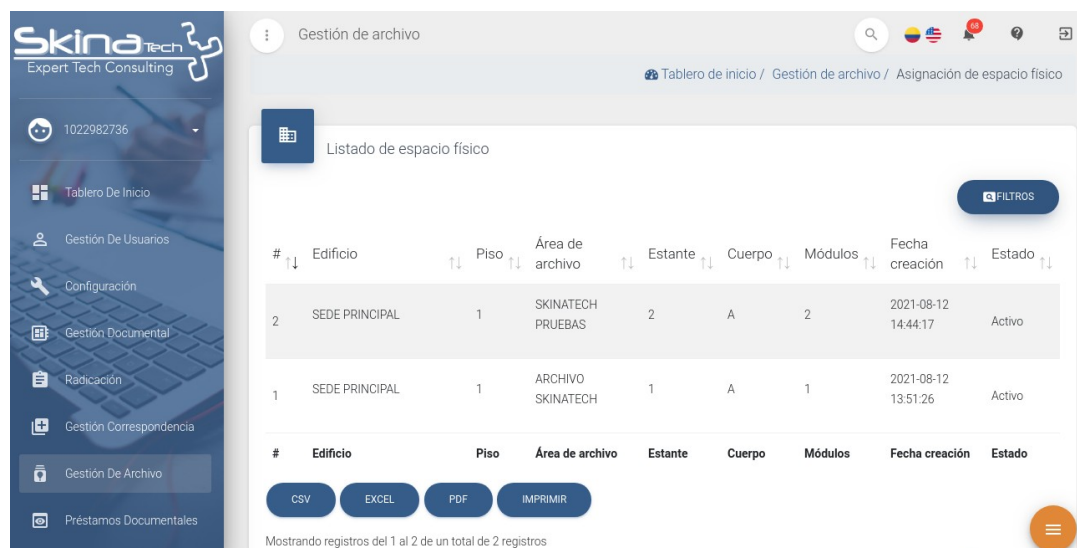 SkinaTech
Expert Tech Consulting
1022982736
Tablero De Inicio
Gestión De Usuarios
Configuración
Gestión Documental
Radicación
Gestión Correspondencia
Gestión De Archivo
Préstamos Documentales
Gestión de archivo
68
Tablero de inicio / Gestión de archivo / Asignación de espacio físico
Listado de espacio físico
FILTROS
# Edificio Piso Área de archivo Estante Cuerpo Módulos Fecha creación Estado
2 SEDE PRINCIPAL 1 SKINATECH PRUEBAS 2 A 2 2021-08-12 14:44:17 Activo
1 SEDE PRINCIPAL 1 ARCHIVO SKINATECH 1 A 1 2021-08-12 13:51:26 Activo
# Edificio Piso Área de archivo Estante Cuerpo Módulos Fecha creación Estado
CSV EXCEL PDF IMPRIMIR
Mostrando registros del 1 al 2 de un total de 2 registros